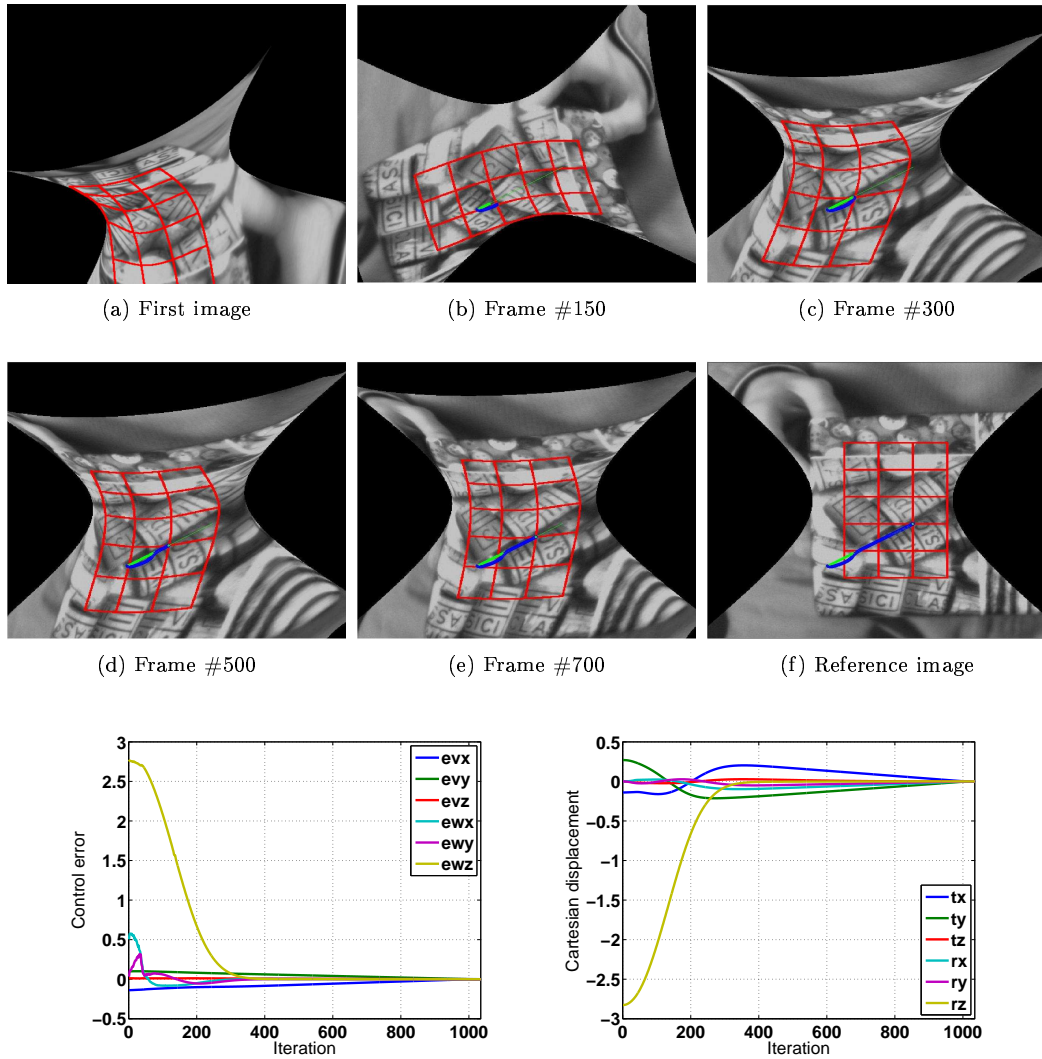 (a) First image
(b) Frame #150
(c) Frame #300
(d) Frame #500
(e) Frame #700
(f) Reference image
Control error
3
2.5
2
1.5
1
0.5
0
−0.5
0
200
400
600
800
1000
Iteration
evx
evy
evz
ewx
ewy
ewz
Cartesian displacement
0.5
0
−0.5
−1
−1.5
−2
−2.5
−3
0
200
400
600
800
1000
Iteration
tx
ty
tz
rx
ry
rz